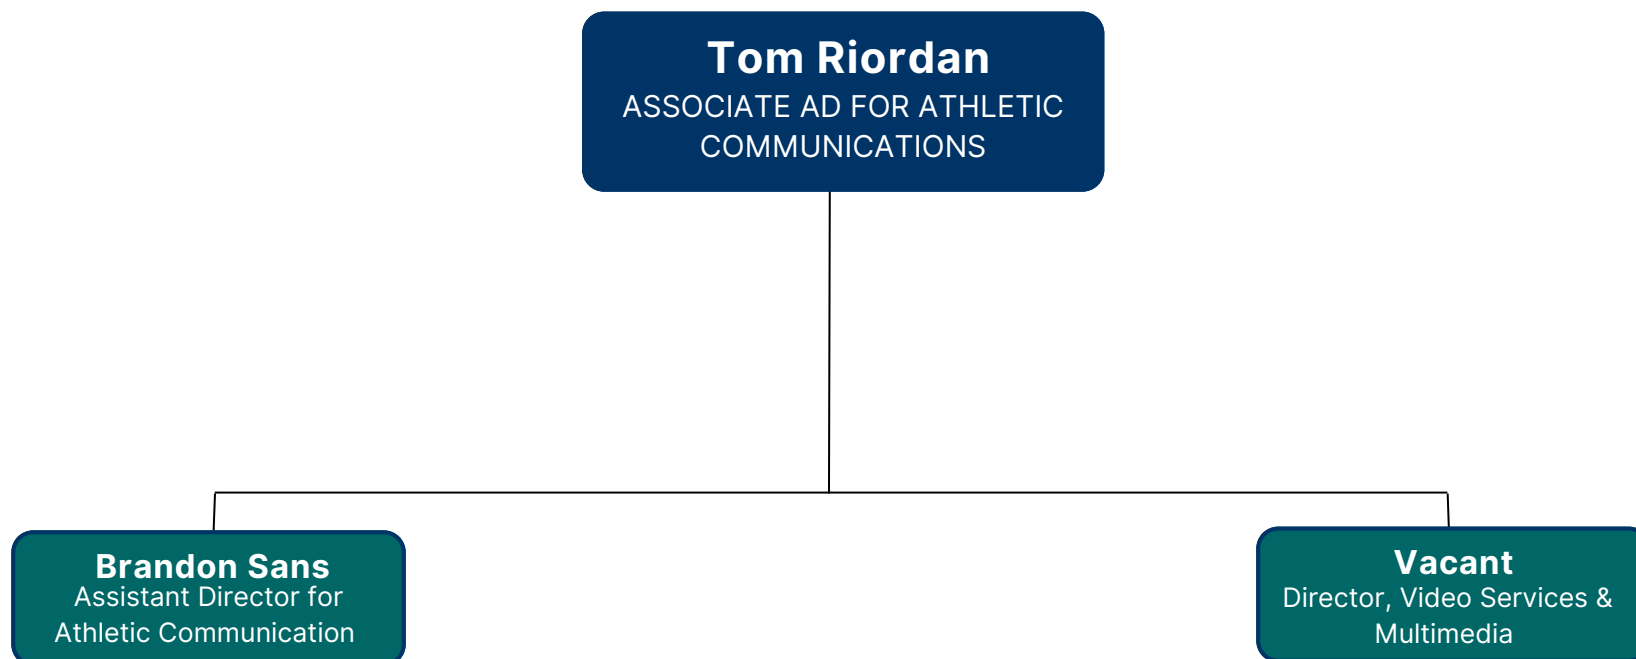 Tom Riordan
ASSOCIATE AD FOR ATHLETIC
COMMUNICATIONS
Brandon Sans
Assistant Director for
Athletic Communication
Vacant
Director, Video Services &
Multimedia